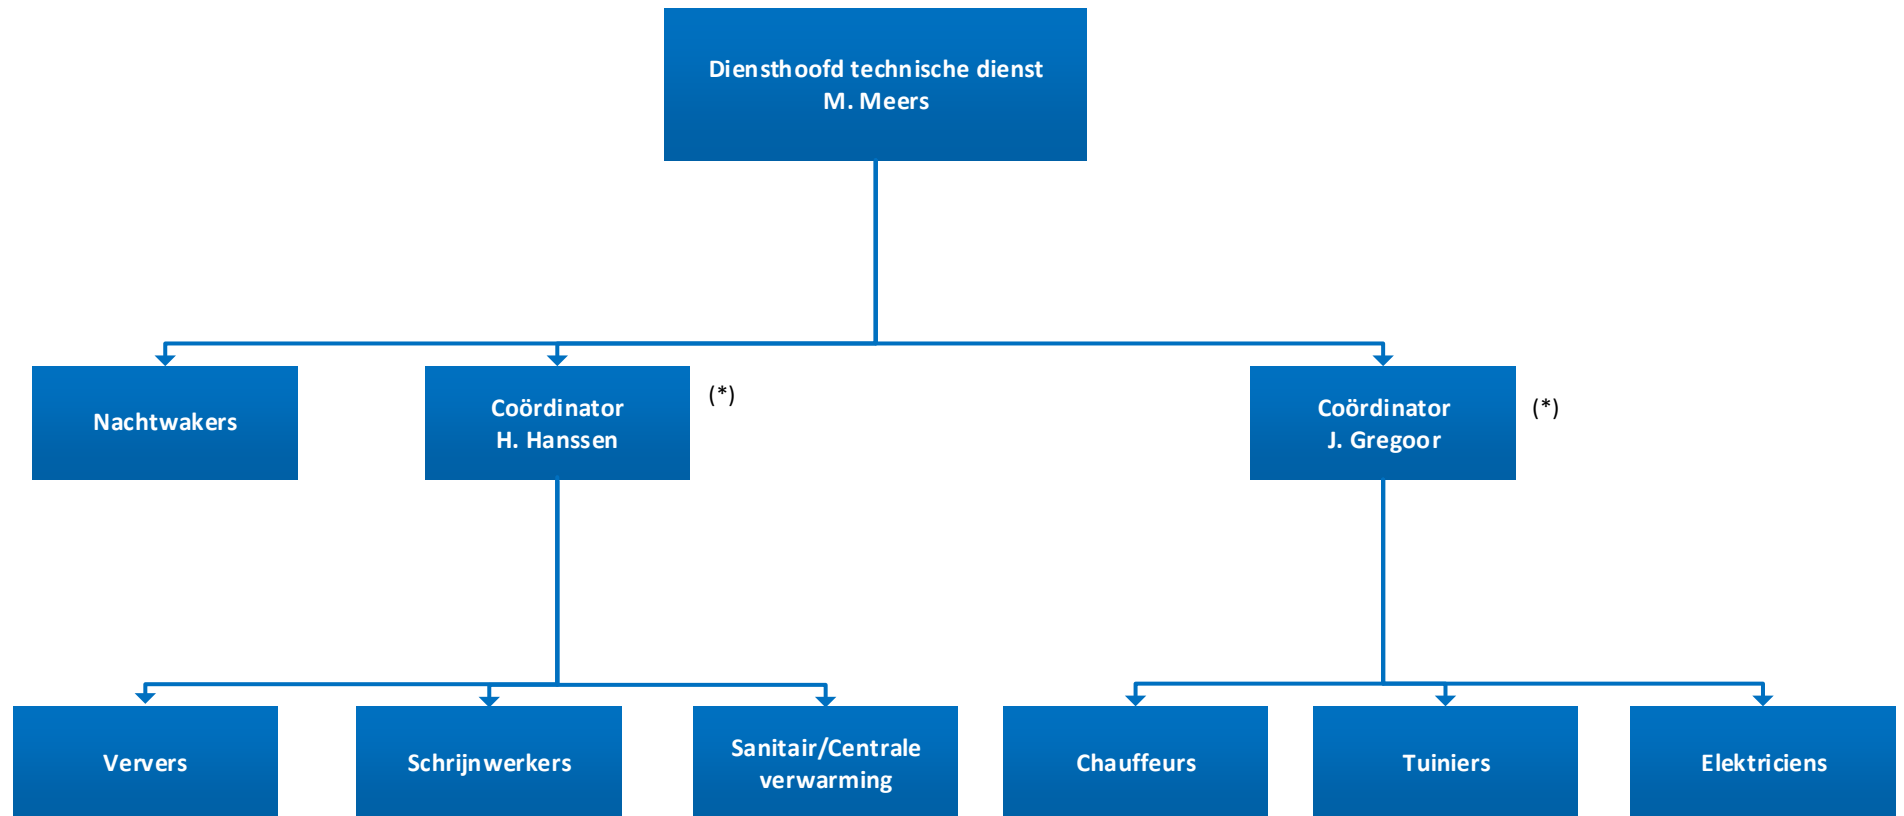 Diensthoofd technische dienst
M. Meers
Nachtwakers
Coördinator
H. Hanssen
(*)
Coördinator
J. Gregoor
(*)
Ververs
Schrijnwerkers
Sanitair/Centrale
verwarming
Chauffeurs
Tuiniers
Elektriciens